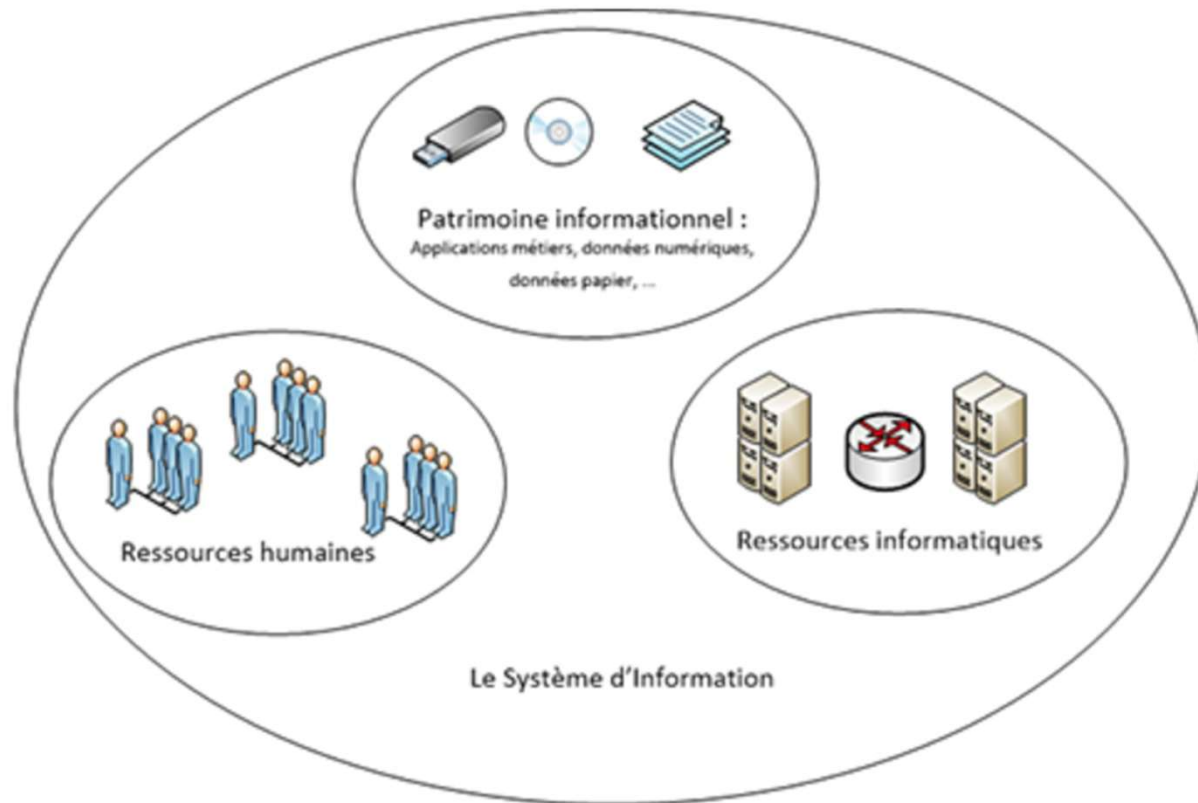 Patrimoine informationnel :
Applications métiers, données numériques,
données papier, ...
Ressources humaines
Ressources informatiques
Le Système d'Information